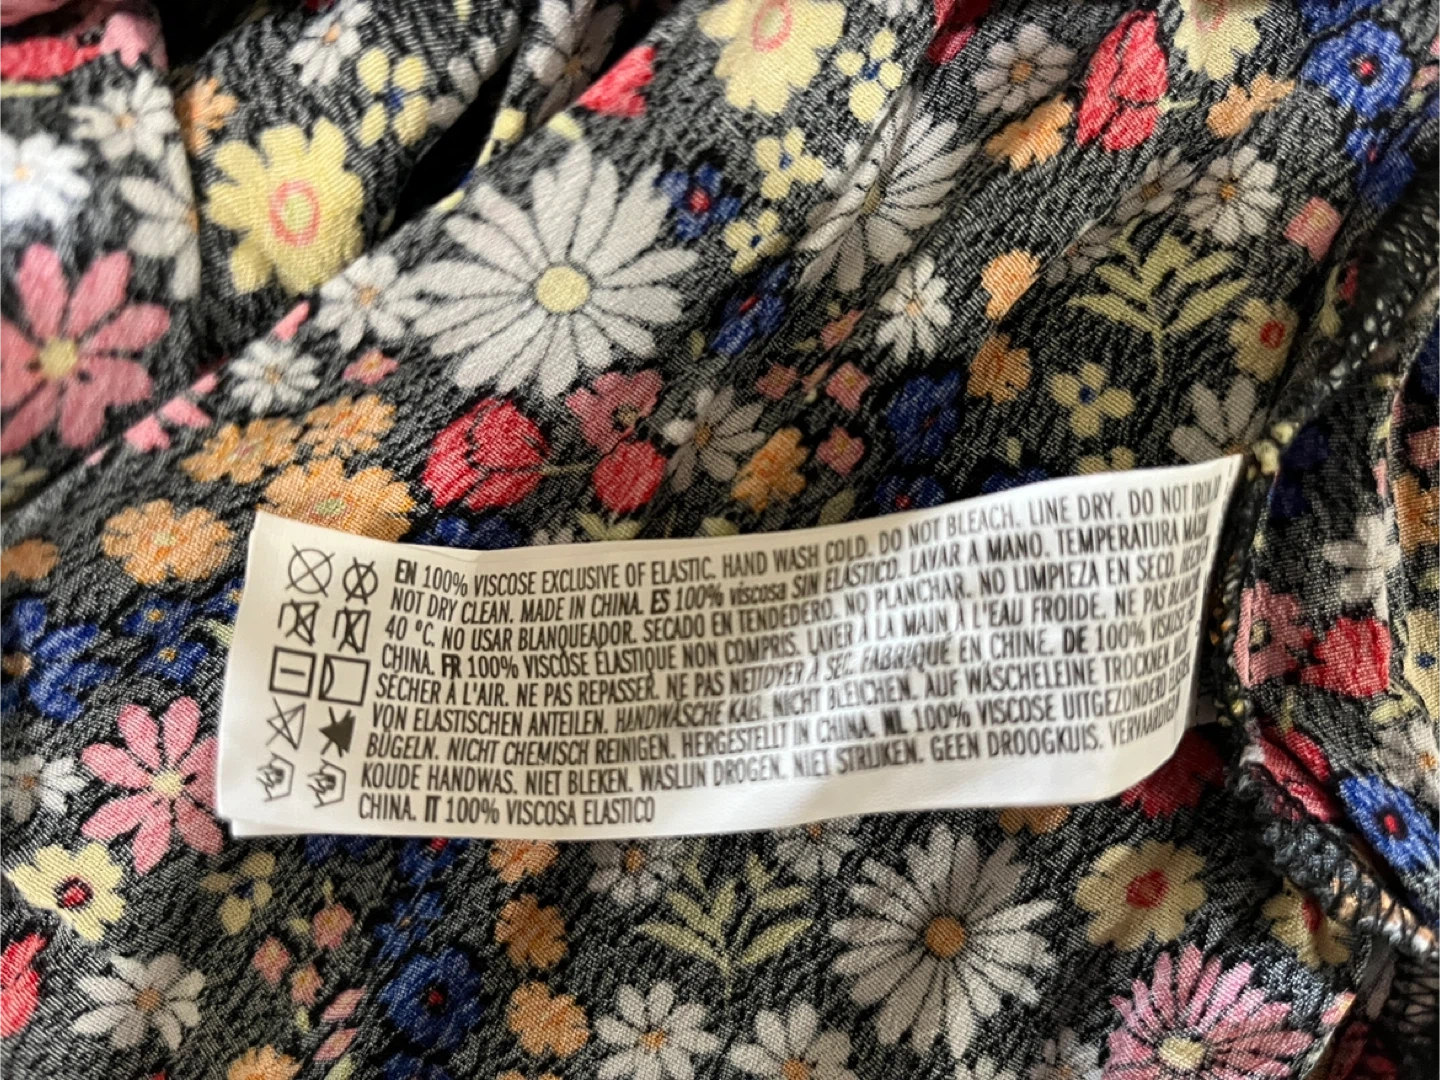 EN 100% VISCOSE EXCLUSIVE OF ELASTIC. HAND WASH COLD. DO NOT BLEACH. LINE DRY. DO NOT IRON.
NOT DRY CLEAN. MADE IN CHINA. ES 100% viscosa SIN ELASTICO. LAVAR A MANO. TEMPERATURA
40 °C. NO USAR BLANQUEADOR. SECADO EN TENDEDERO. NO PLANCHAR. NO LIMPIEZA EN SECO.
CHINA. FR 100% VISCOSE ÉLASTIQUE NON COMPRIS. LAVER À LA MAIN À L'EAU FROIDE. NE PAS
SÉCHER À L'AIR. NE PAS REPASSER. NE PAS NETTOYER À SEC. FABRIQUÉ EN CHINE. DE 100%
VON ELASTISCHEN ANTEILEN. HANDWÄSCHE KALT. NICHT BLEICHEN. AUF WÄSCHELEINE TROCKNEN.
BÜGELN. NICHT CHEMISCH REINIGEN. HERGESTELLT IN CHINA. NL 100% VISCOSE UITGEZONDERD
KOUDE HANDWAS. NIET BLEKEN. WASLIJN DROGEN. NIET STRIJKEN. GEEN DROOGKUIS.
CHINA. IT 100% VISCOSA ELASTICO